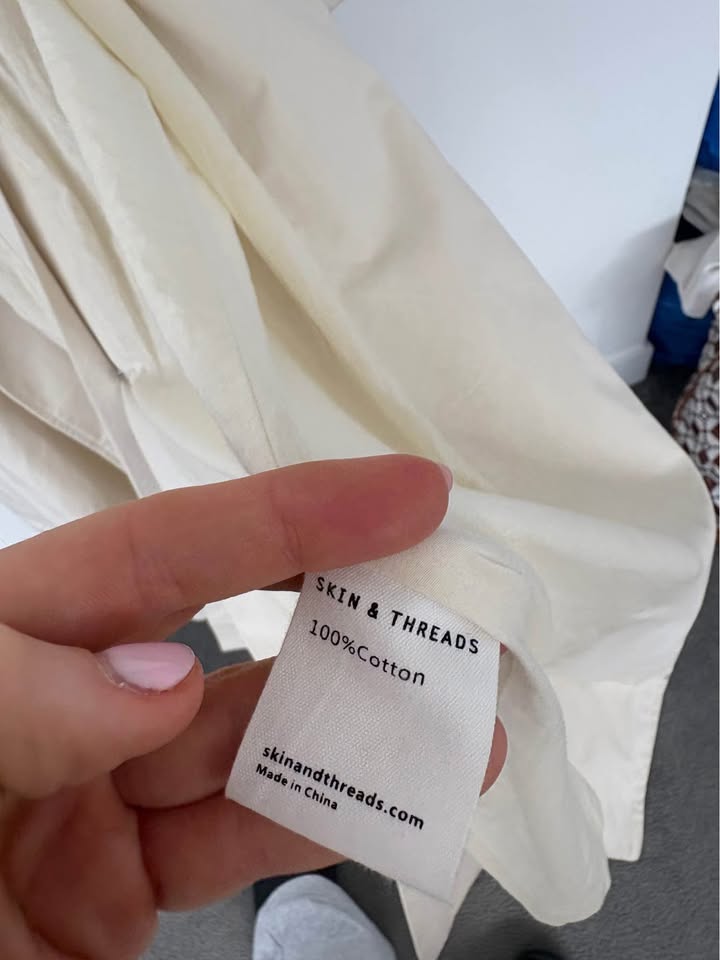 SKIN & THREADS
100%Cotton
skinandthreads.com
Made in China